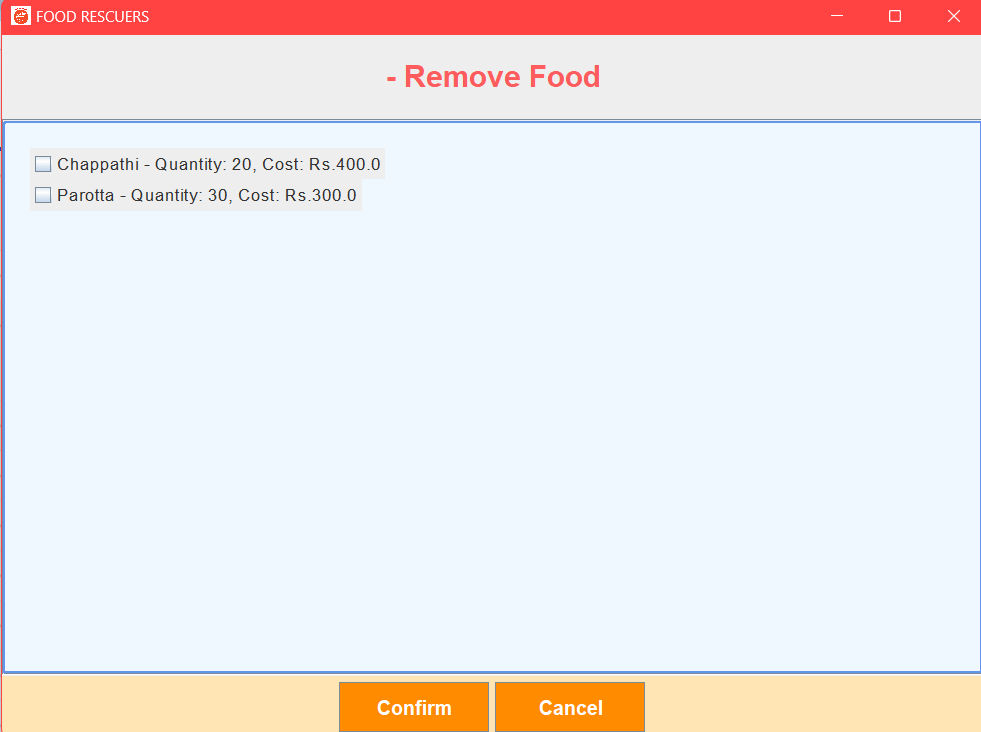 FOOD RESCUERS
- Remove Food
Chappathi - Quantity: 20, Cost: Rs.400.0
Parotta - Quantity: 30, Cost: Rs.300.0
Confirm
Cancel